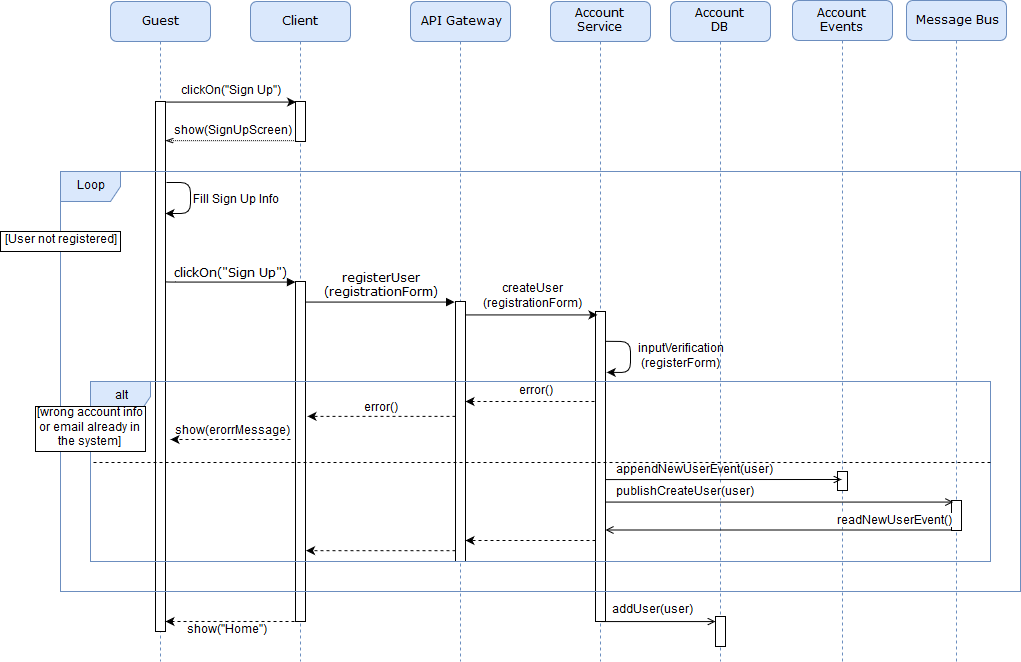 Guest
Client
API Gateway
Account
Service
Account
DB
Account
Events
Message Bus
clickOn("Sign Up")
show(SignUpScreen)
Loop
Fill Sign Up Info
[User not registered]
clickOn("Sign Up")
registerUser
(registrationForm)
createUser
(registrationForm)
inputVerification
(registerForm)
alt
error()
error()
[wrong account info
or email already in
the system]
show(erorrMessage)
appendNewUserEvent(user)
publishCreateUser(user)
readNewUserEvent()
addUser(user)
show("Home")